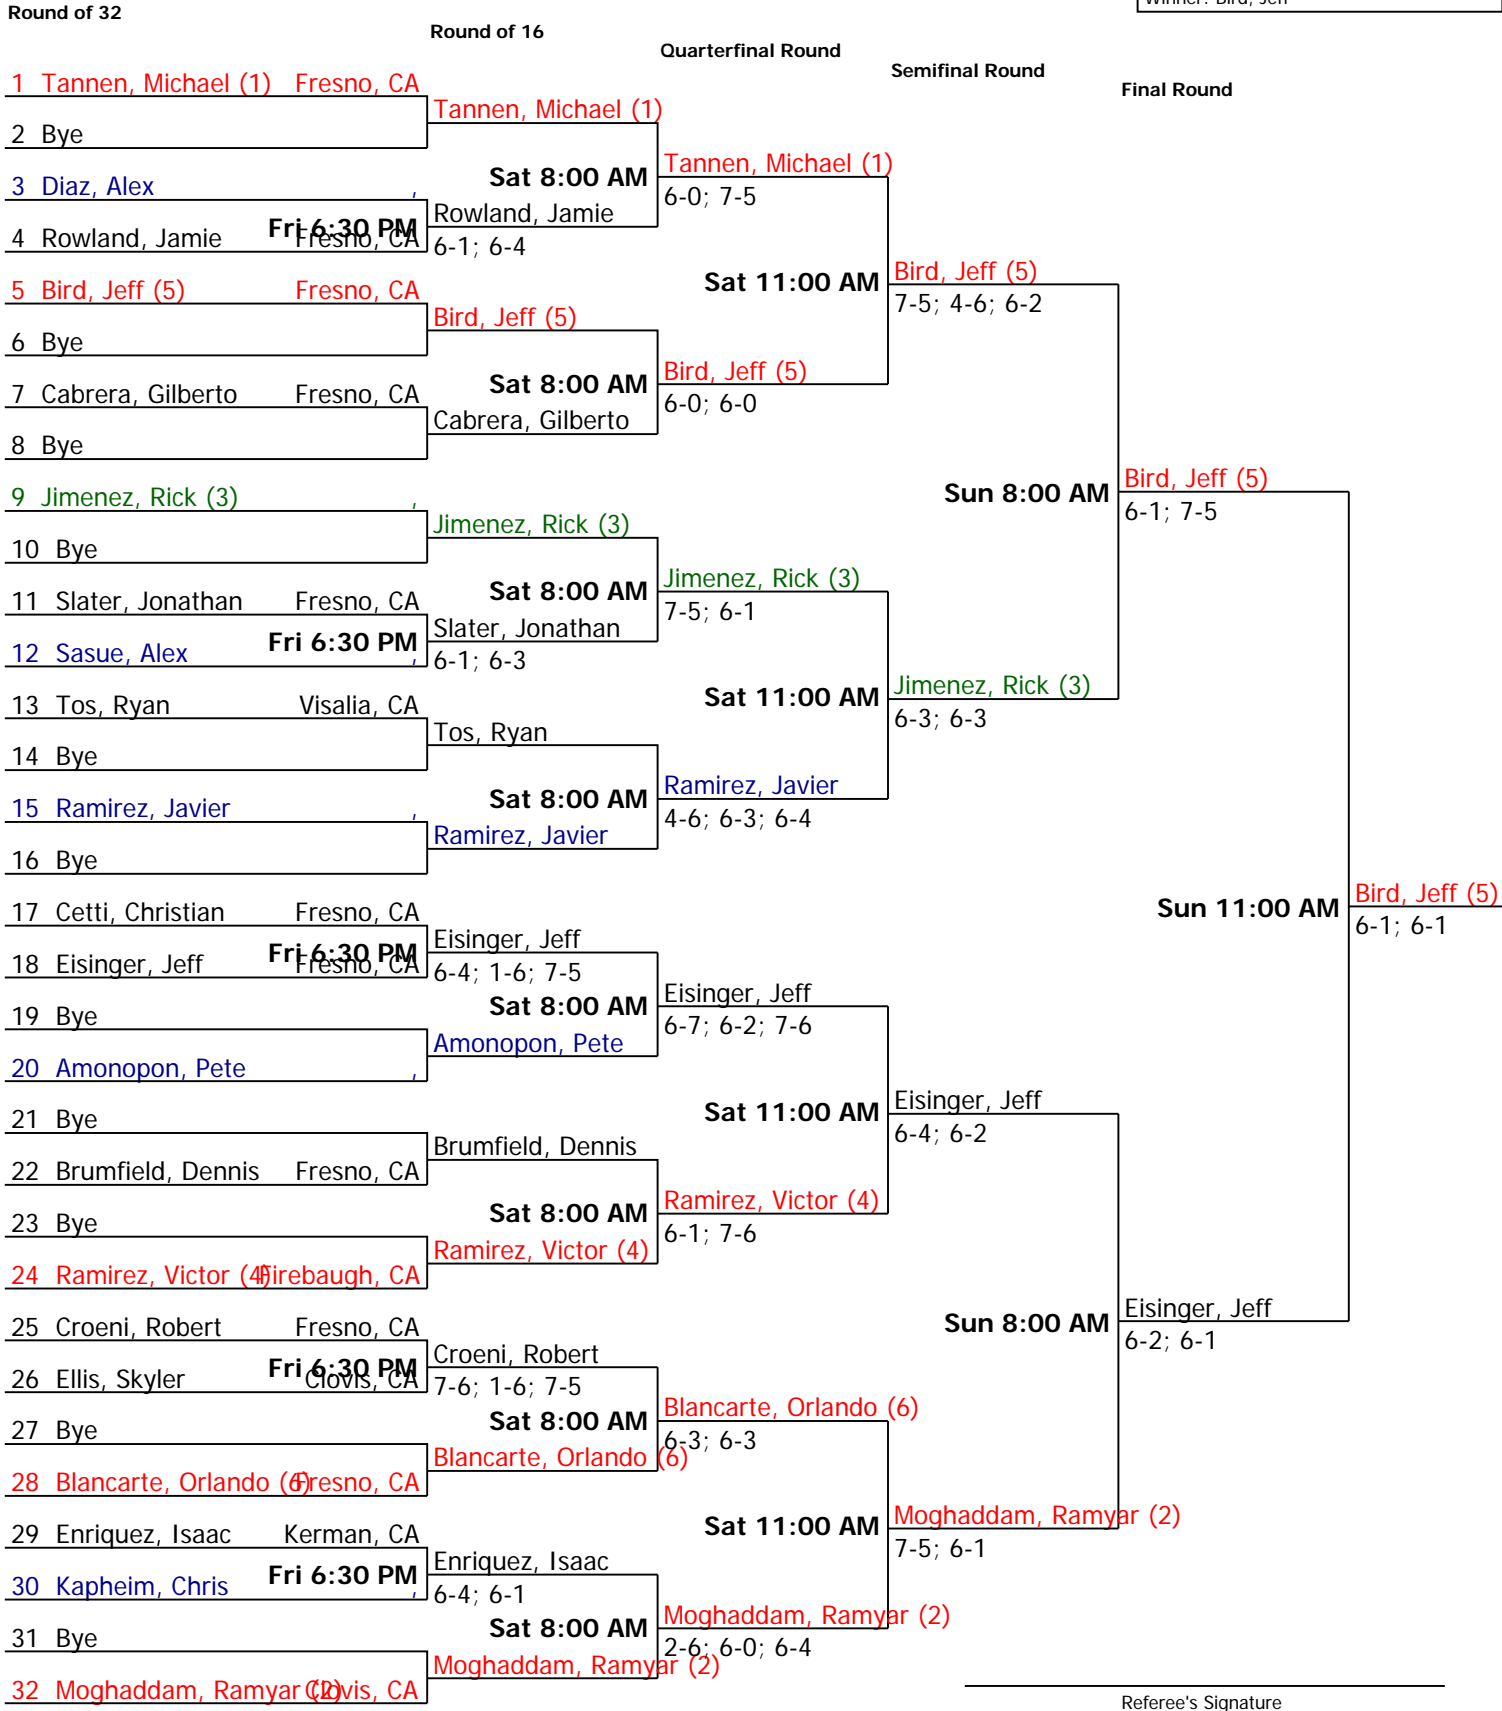 Winner: Bird, Jeff
Round of 32
Round of 16
Quarterfinal Round
Semifinal Round
Final Round
1 Tannen, Michael (1) Fresno, CA
Tannen, Michael (1)
2 Bye
Sat 8:00 AM
Tannen, Michael (1)
6-0; 7-5
3 Diaz, Alex ,
Fri 6:30 PM
Rowland, Jamie
6-1; 6-4
4 Rowland, Jamie Fresno, CA
Sat 11:00 AM
Bird, Jeff (5)
7-5; 4-6; 6-2
5 Bird, Jeff (5) Fresno, CA
Bird, Jeff (5)
6 Bye
Sat 8:00 AM
Bird, Jeff (5)
6-0; 6-0
7 Cabrera, Gilberto Fresno, CA
Cabrera, Gilberto
8 Bye
Sun 8:00 AM
Bird, Jeff (5)
6-1; 7-5
9 Jimenez, Rick (3) ,
Jimenez, Rick (3)
10 Bye
Sat 8:00 AM
Jimenez, Rick (3)
7-5; 6-1
11 Slater, Jonathan Fresno, CA
Fri 6:30 PM
Slater, Jonathan
6-1; 6-3
12 Sasue, Alex ,
Sat 11:00 AM
Jimenez, Rick (3)
6-3; 6-3
13 Tos, Ryan Visalia, CA
Tos, Ryan
14 Bye
Sat 8:00 AM
Ramirez, Javier
4-6; 6-3; 6-4
15 Ramirez, Javier ,
Ramirez, Javier
16 Bye
Sun 11:00 AM
Bird, Jeff (5)
6-1; 6-1
17 Cetti, Christian Fresno, CA
Fri 6:30 PM
Eisinger, Jeff
6-4; 1-6; 7-5
18 Eisinger, Jeff Fresno, CA
Sat 8:00 AM
Eisinger, Jeff
6-7; 6-2; 7-6
19 Bye
Amonopon, Pete
20 Amonopon, Pete ,
Sat 11:00 AM
Eisinger, Jeff
6-4; 6-2
21 Bye
Brumfield, Dennis
22 Brumfield, Dennis Fresno, CA
Sat 8:00 AM
Ramirez, Victor (4)
6-1; 7-6
23 Bye
Ramirez, Victor (4)
24 Ramirez, Victor (4) Firebaugh, CA
Sun 8:00 AM
Eisinger, Jeff
6-2; 6-1
25 Croeni, Robert Fresno, CA
Fri 6:30 PM
Croeni, Robert
7-6; 1-6; 7-5
26 Ellis, Skyler Clovis, CA
Sat 8:00 AM
Blancarte, Orlando (6)
6-3; 6-3
27 Bye
Blancarte, Orlando (6)
28 Blancarte, Orlando (6) Fresno, CA
Sat 11:00 AM
Moghaddam, Ramyar (2)
7-5; 6-1
29 Enriquez, Isaac Kerman, CA
Fri 6:30 PM
Enriquez, Isaac
6-4; 6-1
30 Kapheim, Chris ,
Sat 8:00 AM
Moghaddam, Ramyar (2)
2-6; 6-0; 6-4
31 Bye
Moghaddam, Ramyar (2)
32 Moghaddam, Ramyar (2) Clovis, CA
Referee's Signature